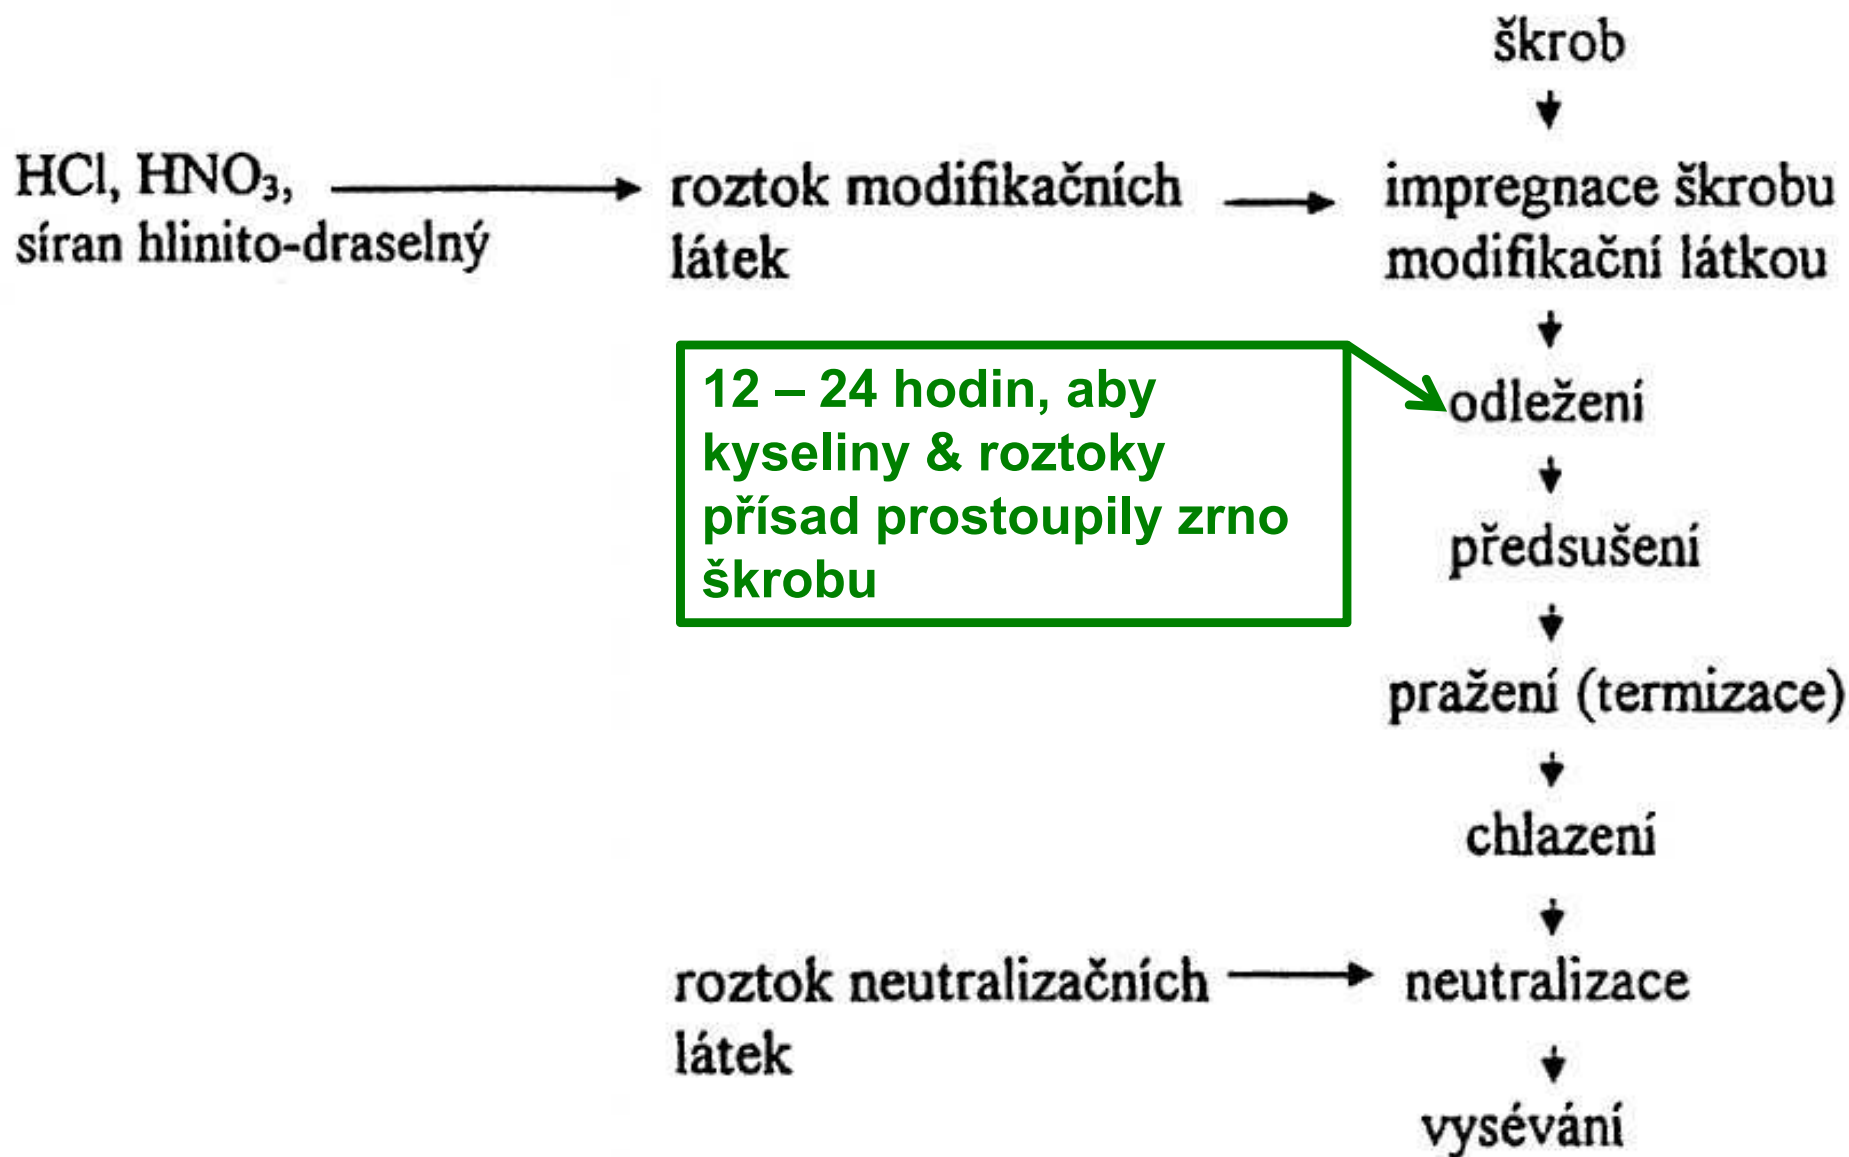 škrob
HCl, HNO₃,
síran hlinito-draselný
roztok modifikačních
látek
impregnace škrobu
modifikační látkou
12 – 24 hodin, aby
kyseliny & roztoky
přísad prostoupily zrno
škrobu
odležení
předsušení
pražení (termizace)
chlazení
roztok neutralizačních
látek
neutralizace
vysévání